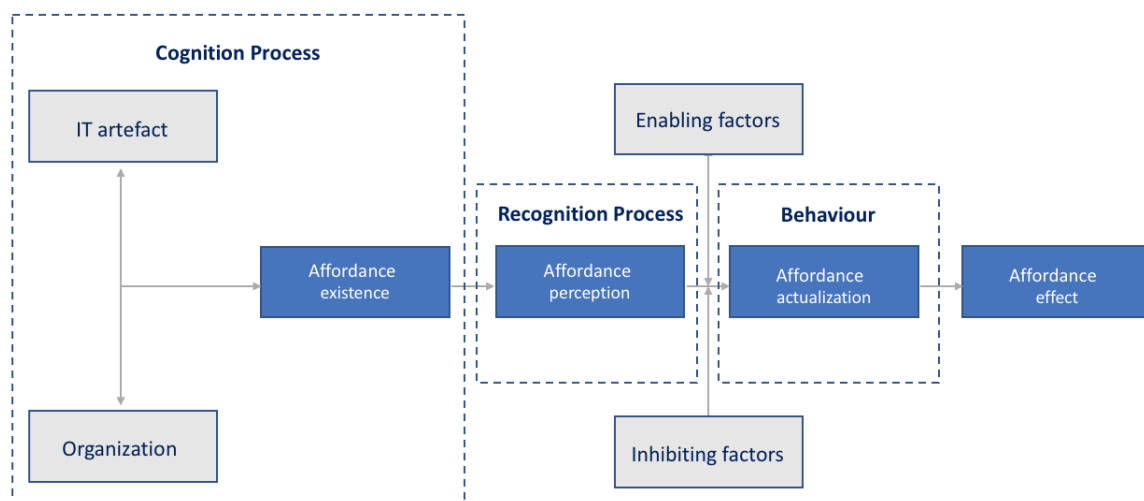 Cognition Process
IT artefact
Enabling factors
Recognition Process
Behaviour
Affordance
existence
Affordance
perception
Affordance
actualization
Affordance
effect
Organization
Inhibiting factors